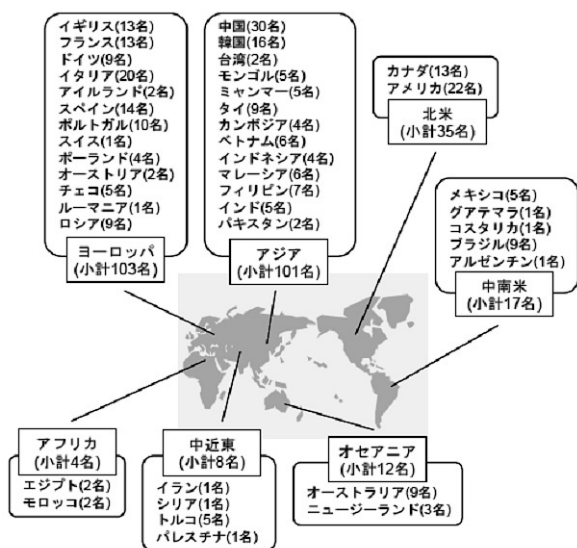 イギリス(13名)
フランス(13名)
ドイツ(9名)
イタリア(20名)
アイルランド(2名)
スペイン(14名)
ポルトガル(10名)
スイス(1名)
ポーランド(4名)
オーストリア(2名)
チェコ(5名)
ルーマニア(1名)
ロシア(9名)
ヨーロッパ
(小計103名)
中国(30名)
韓国(16名)
台湾(2名)
モンゴル(5名)
ミャンマー(5名)
タイ(9名)
カンボジア(4名)
ベトナム(6名)
インドネシア(4名)
マレーシア(6名)
フィリピン(7名)
インド(5名)
パキスタン(2名)
アジア
(小計101名)
カナダ(13名)
アメリカ(22名)
北米
(小計35名)
メキシコ(5名)
グアテマラ(1名)
コスタリカ(1名)
ブラジル(9名)
アルゼンチン(1名)
中南米
(小計17名)
アフリカ
(小計4名)
エジプト(2名)
モロッコ(2名)
中近東
(小計8名)
イラン(1名)
シリア(1名)
トルコ(5名)
パレスチナ(1名)
オセアニア
(小計12名)
オーストラリア(9名)
ニュージーランド(3名)